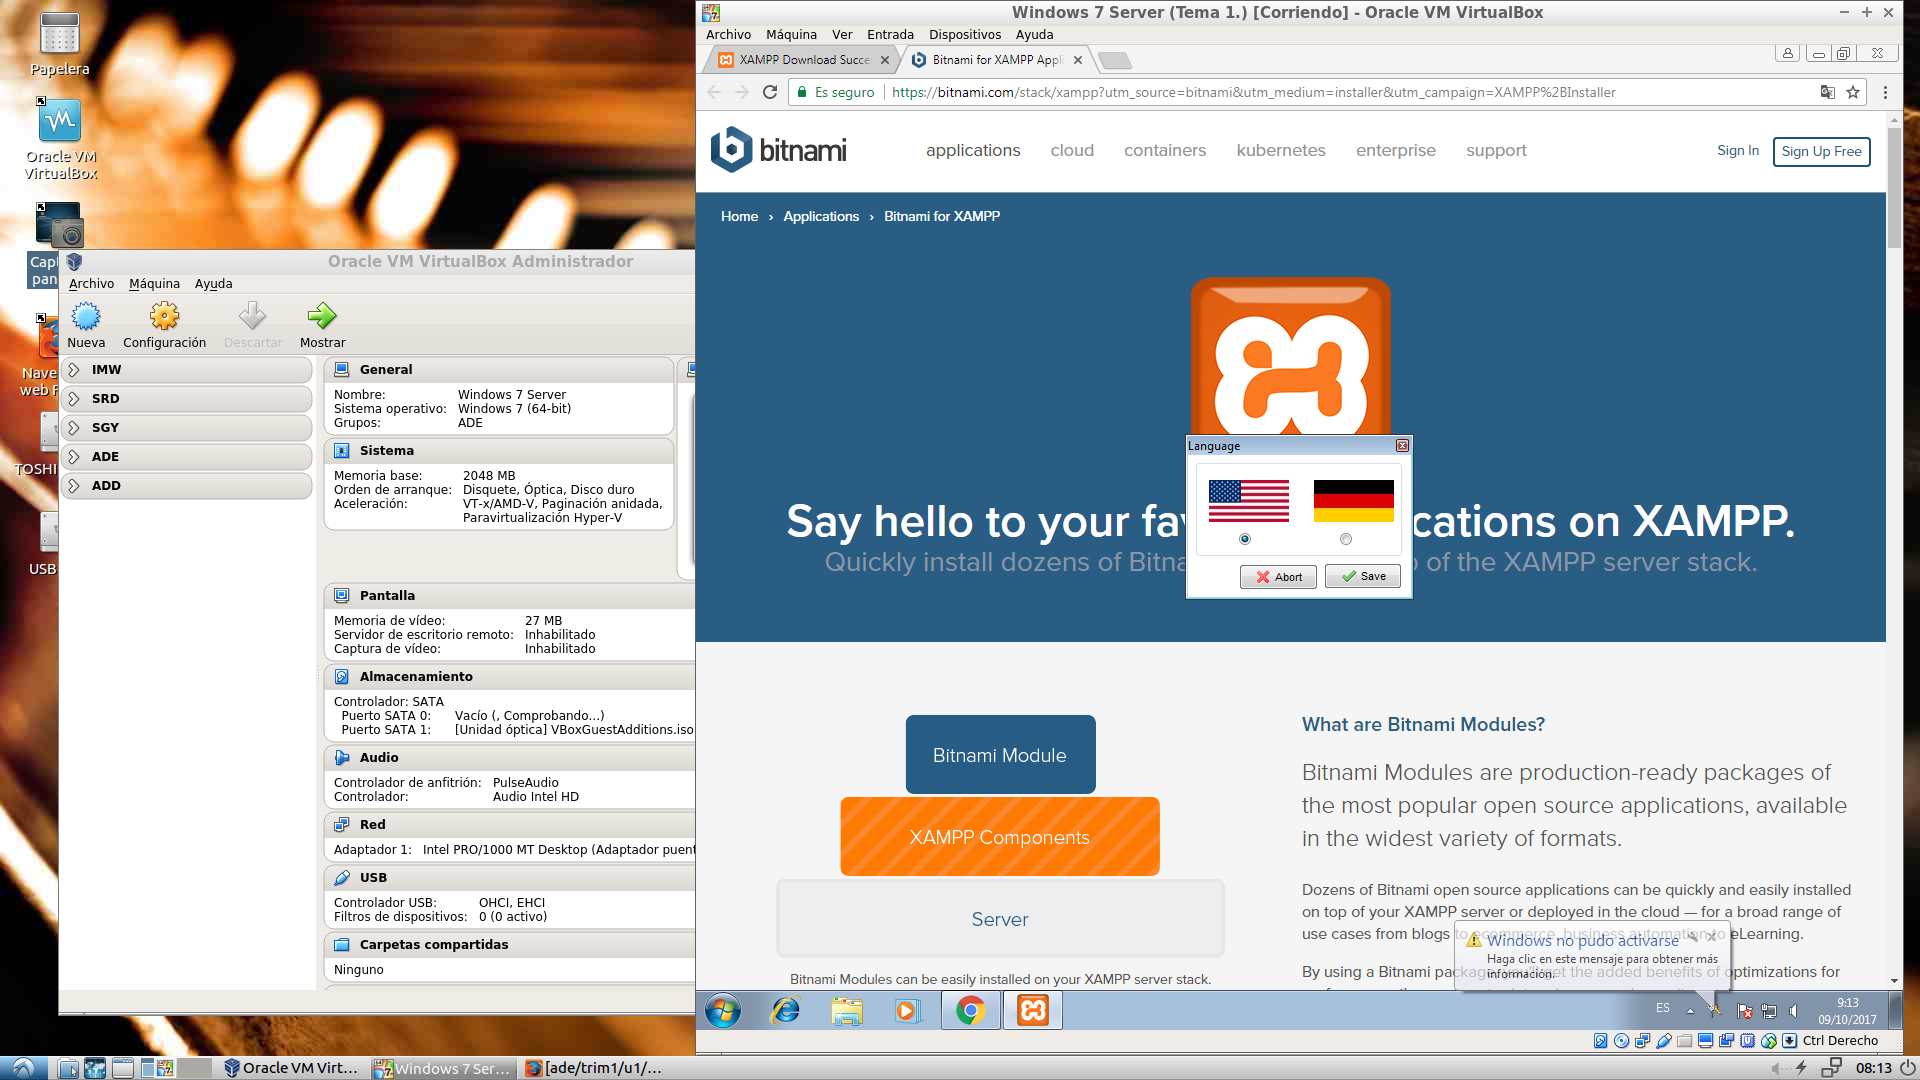 Papelera
Oracle VM
VirtualBox
Oracle VM VirtualBox Administrador
Archivo Máquina Ayuda
Nueva Configuración Descartar Mostrar
IMW
SRD
SGY
ADE
ADD
USB
General
Nombre: Windows 7 Server
Sistema operativo: Windows 7 (64-bit)
Grupos: ADE
Sistema
Memoria base: 2048 MB
Orden de arranque: Disquete, Óptica, Disco duro
Aceleración: VT-x/AMD-V, Paginación anidada,
Paravirtualización Hyper-V
Pantalla
Memoria de vídeo: 27 MB
Servidor de escritorio remoto: Inhabilitado
Captura de vídeo: Inhabilitado
Almacenamiento
Controlador: SATA
Puerto SATA 0: Vacío (, Comprobando...)
Puerto SATA 1: [Unidad óptica] VBoxGuestAdditions.iso
Audio
Controlador de anfitrión: PulseAudio
Controlador: Audio Intel HD
Red
Adaptador 1: Intel PRO/1000 MT Desktop (Adaptador puent
USB
Controlador USB: OHCI, EHCI
Filtros de dispositivos: 0 (0 activo)
Carpetas compartidas
Ninguno
Windows 7 Server (Tema 1.) [Corriendo] - Oracle VM VirtualBox
Archivo Máquina Ver Entrada Dispositivos Ayuda
XAMPP Download Succe Bitnami for XAMPP Appli
Es seguro https://bitnami.com/stack/xampp?utm_source=bitnami&utm_medium=installer&utm_campaign=XAMPP%2BInstaller
bitnami applications cloud containers kubernetes enterprise support Sign In Sign Up Free
Home › Applications › Bitnami for XAMPP
Say hello to your fav cations on XAMPP.
Quickly install dozens of Bitna of the XAMPP server stack.
Language
Abort Save
Bitnami Module
XAMPP Components
Server
Bitnami Modules can be easily installed on your XAMPP server stack.
What are Bitnami Modules?
Bitnami Modules are production-ready packages of
the most popular open source applications, available
in the widest variety of formats.
Dozens of Bitnami open source applications can be quickly and easily installed
on top of your XAMPP server or deployed in the cloud — for a broad range of
use cases from blogs to ecommerce, business automation to eLearning.
By using a Bitnami the added benefits of optimizations for
Windows no pudo activarse
Haga clic en este mensaje para obtener más
información.
ES 9:13
09/10/2017
Ctrl Derecho
Oracle VM Virt... Windows 7 Ser... [ade/trim1/u1/... 08:13